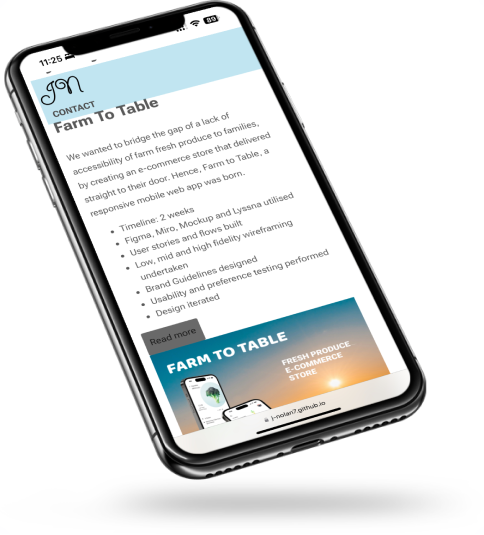 11:25
89
JN
CONTACT
Farm To Table
We wanted to bridge the gap of a lack of
accessibility of farm fresh produce to families,
by creating an e-commerce store that delivered
straight to their door. Hence, Farm to Table, a
responsive mobile web app was born.
• Timeline: 2 weeks
• Figma, Miro, Mockup and Lyssna utilised
• User stories and flows built
• Low, mid and high fidelity wireframing
undertaken
• Brand Guidelines designed
• Usability and preference testing performed
• Design iterated
Read more
FARM TO TABLE
FRESH PRODUCE
E-COMMERCE
STORE
j-nolan7.github.io